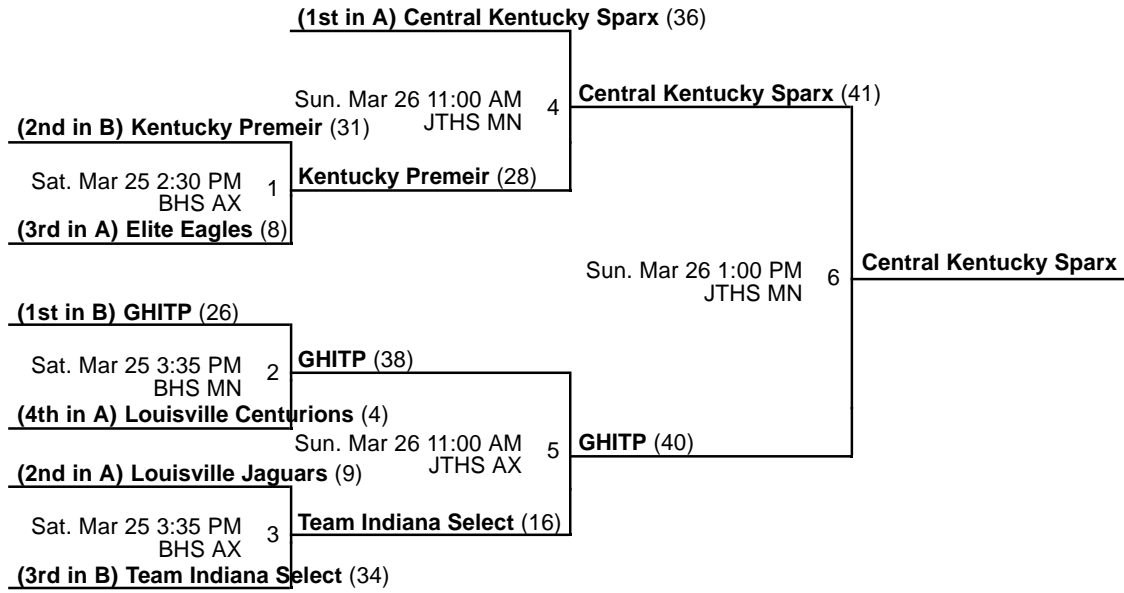 (1st in A) Central Kentucky Sparx (36)
Sun. Mar 26 11:00 AM 4
JTHS MN
Central Kentucky Sparx (41)
(2nd in B) Kentucky Premeir (31)
Sat. Mar 25 2:30 PM 1
BHS AX
Kentucky Premeir (28)
(3rd in A) Elite Eagles (8)
Sun. Mar 26 1:00 PM 6
JTHS MN
Central Kentucky Sparx
(1st in B) GHITP (26)
Sat. Mar 25 3:35 PM 2
BHS MN
GHITP (38)
(4th in A) Louisville Centurions (4)
Sun. Mar 26 11:00 AM 5
JTHS AX
GHITP (40)
(2nd in A) Louisville Jaguars (9)
Sat. Mar 25 3:35 PM 3
BHS AX
Team Indiana Select (16)
(3rd in B) Team Indiana Select (34)